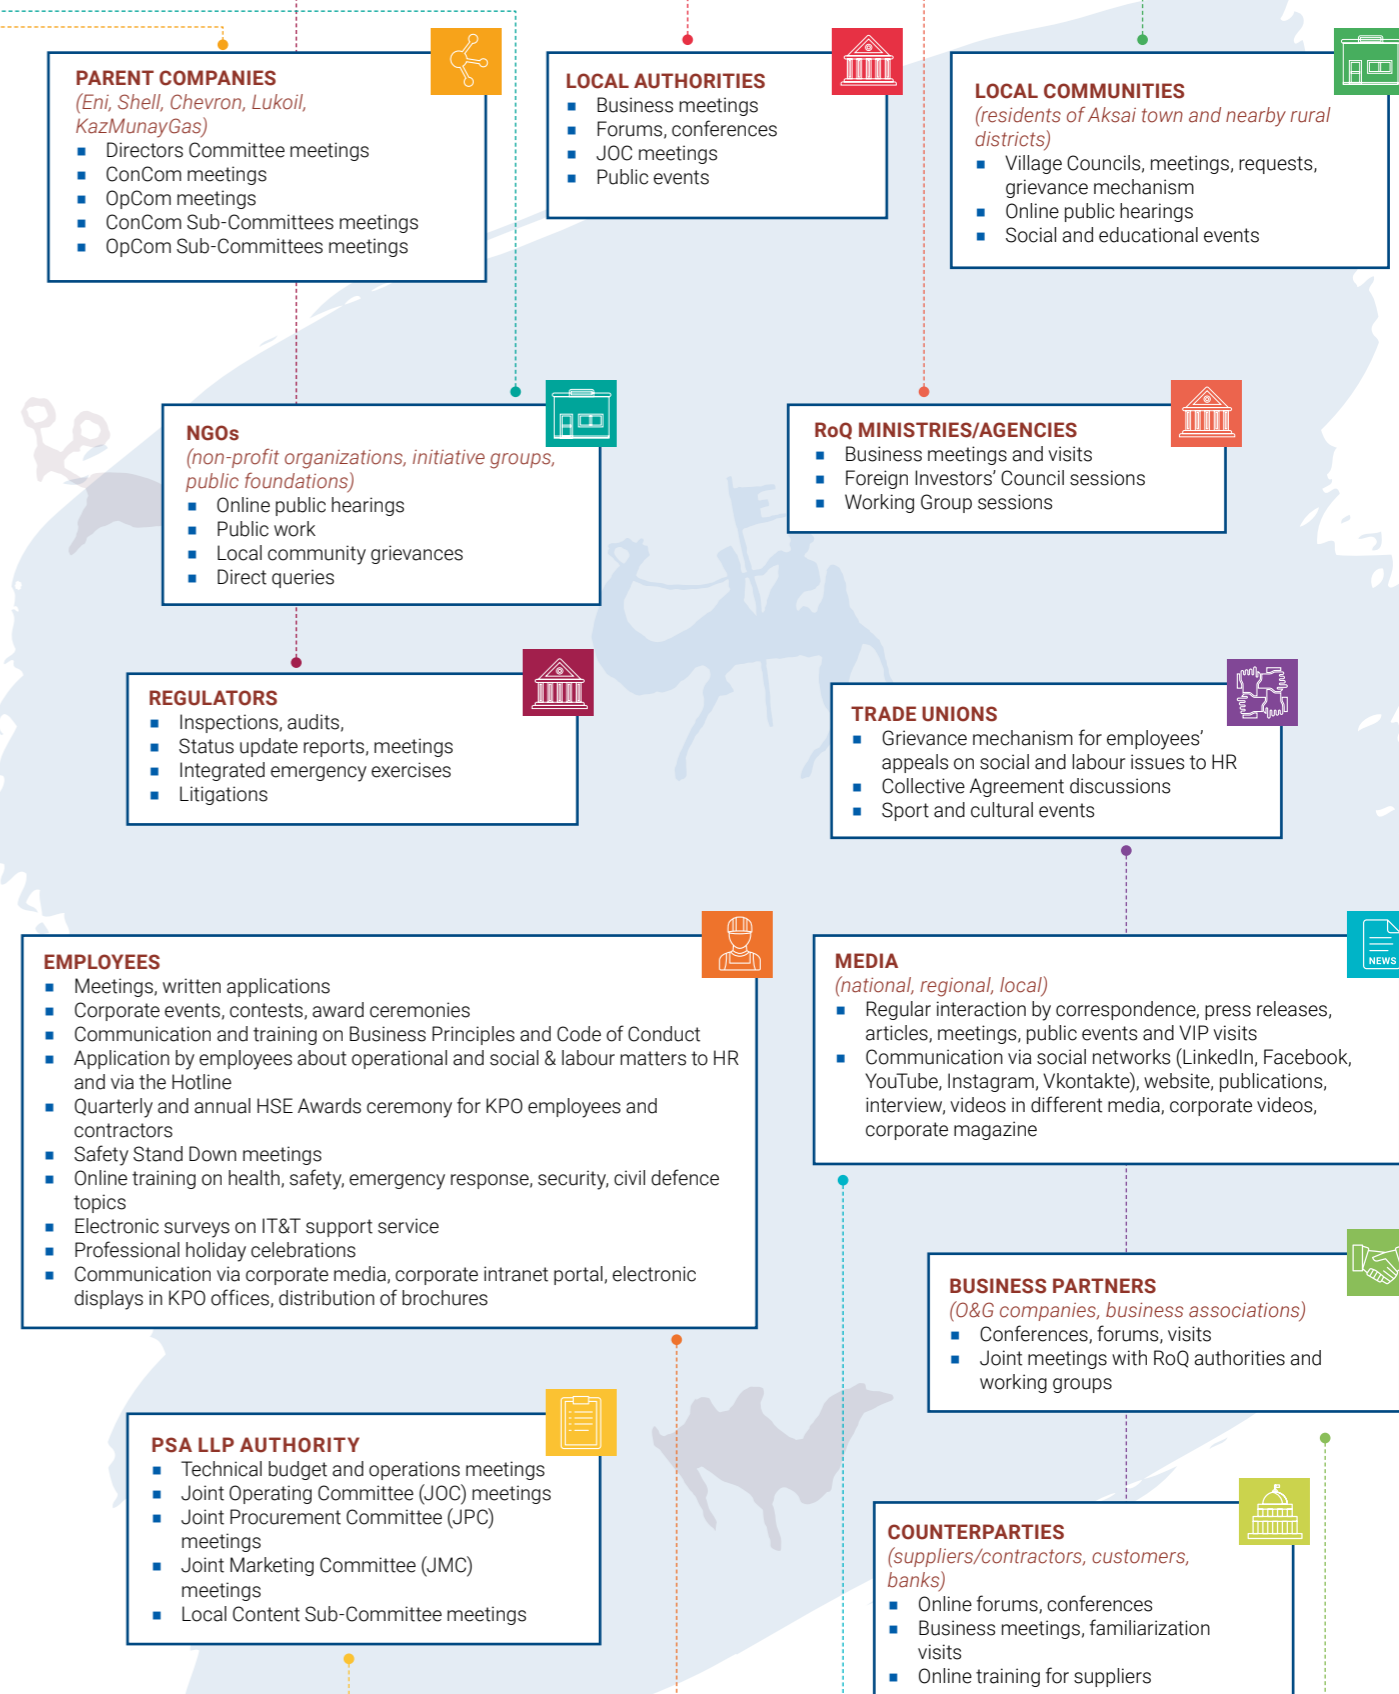 PARENT COMPANIES
(Eni, Shell, Chevron, Lukoil,
KazMunayGas)
Directors Committee meetings
ConCom meetings
OpCom meetings
ConCom Sub-Committees meetings
OpCom Sub-Committees meetings
LOCAL AUTHORITIES
Business meetings
Forums, conferences
JOC meetings
Public events
LOCAL COMMUNITIES
(residents of Aksai town and nearby rural
districts)
Village Councils, meetings, requests,
grievance mechanism
Online public hearings
Social and educational events
NGOs
(non-profit organizations, initiative groups,
public foundations)
Online public hearings
Public work
Local community grievances
Direct queries
RoQ MINISTRIES/AGENCIES
Business meetings and visits
Foreign Investors' Council sessions
Working Group sessions
REGULATORS
Inspections, audits,
Status update reports, meetings
Integrated emergency exercises
Litigations
TRADE UNIONS
Grievance mechanism for employees'
appeals on social and labour issues to HR
Collective Agreement discussions
Sport and cultural events
EMPLOYEES
Meetings, written applications
Corporate events, contests, award ceremonies
Communication and training on Business Principles and Code of Conduct
Application by employees about operational and social & labour matters to HR
and via the Hotline
Quarterly and annual HSE Awards ceremony for KPO employees and
contractors
Safety Stand Down meetings
Online training on health, safety, emergency response, security, civil defence
topics
Electronic surveys on IT&T support service
Professional holiday celebrations
Communication via corporate media, corporate intranet portal, electronic
displays in KPO offices, distribution of brochures
NEWS
MEDIA
(national, regional, local)
Regular interaction by correspondence, press releases,
articles, meetings, public events and VIP visits
Communication via social networks (LinkedIn, Facebook,
YouTube, Instagram, Vkontakte), website, publications,
interview, videos in different media, corporate videos,
corporate magazine
BUSINESS PARTNERS
(O&G companies, business associations)
Conferences, forums, visits
Joint meetings with RoQ authorities and
working groups
PSA LLP AUTHORITY
Technical budget and operations meetings
Joint Operating Committee (JOC) meetings
Joint Procurement Committee (JPC)
meetings
Joint Marketing Committee (JMC)
meetings
Local Content Sub-Committee meetings
COUNTERPARTIES
(suppliers/contractors, customers,
banks)
Online forums, conferences
Business meetings, familiarization
visits
Online training for suppliers